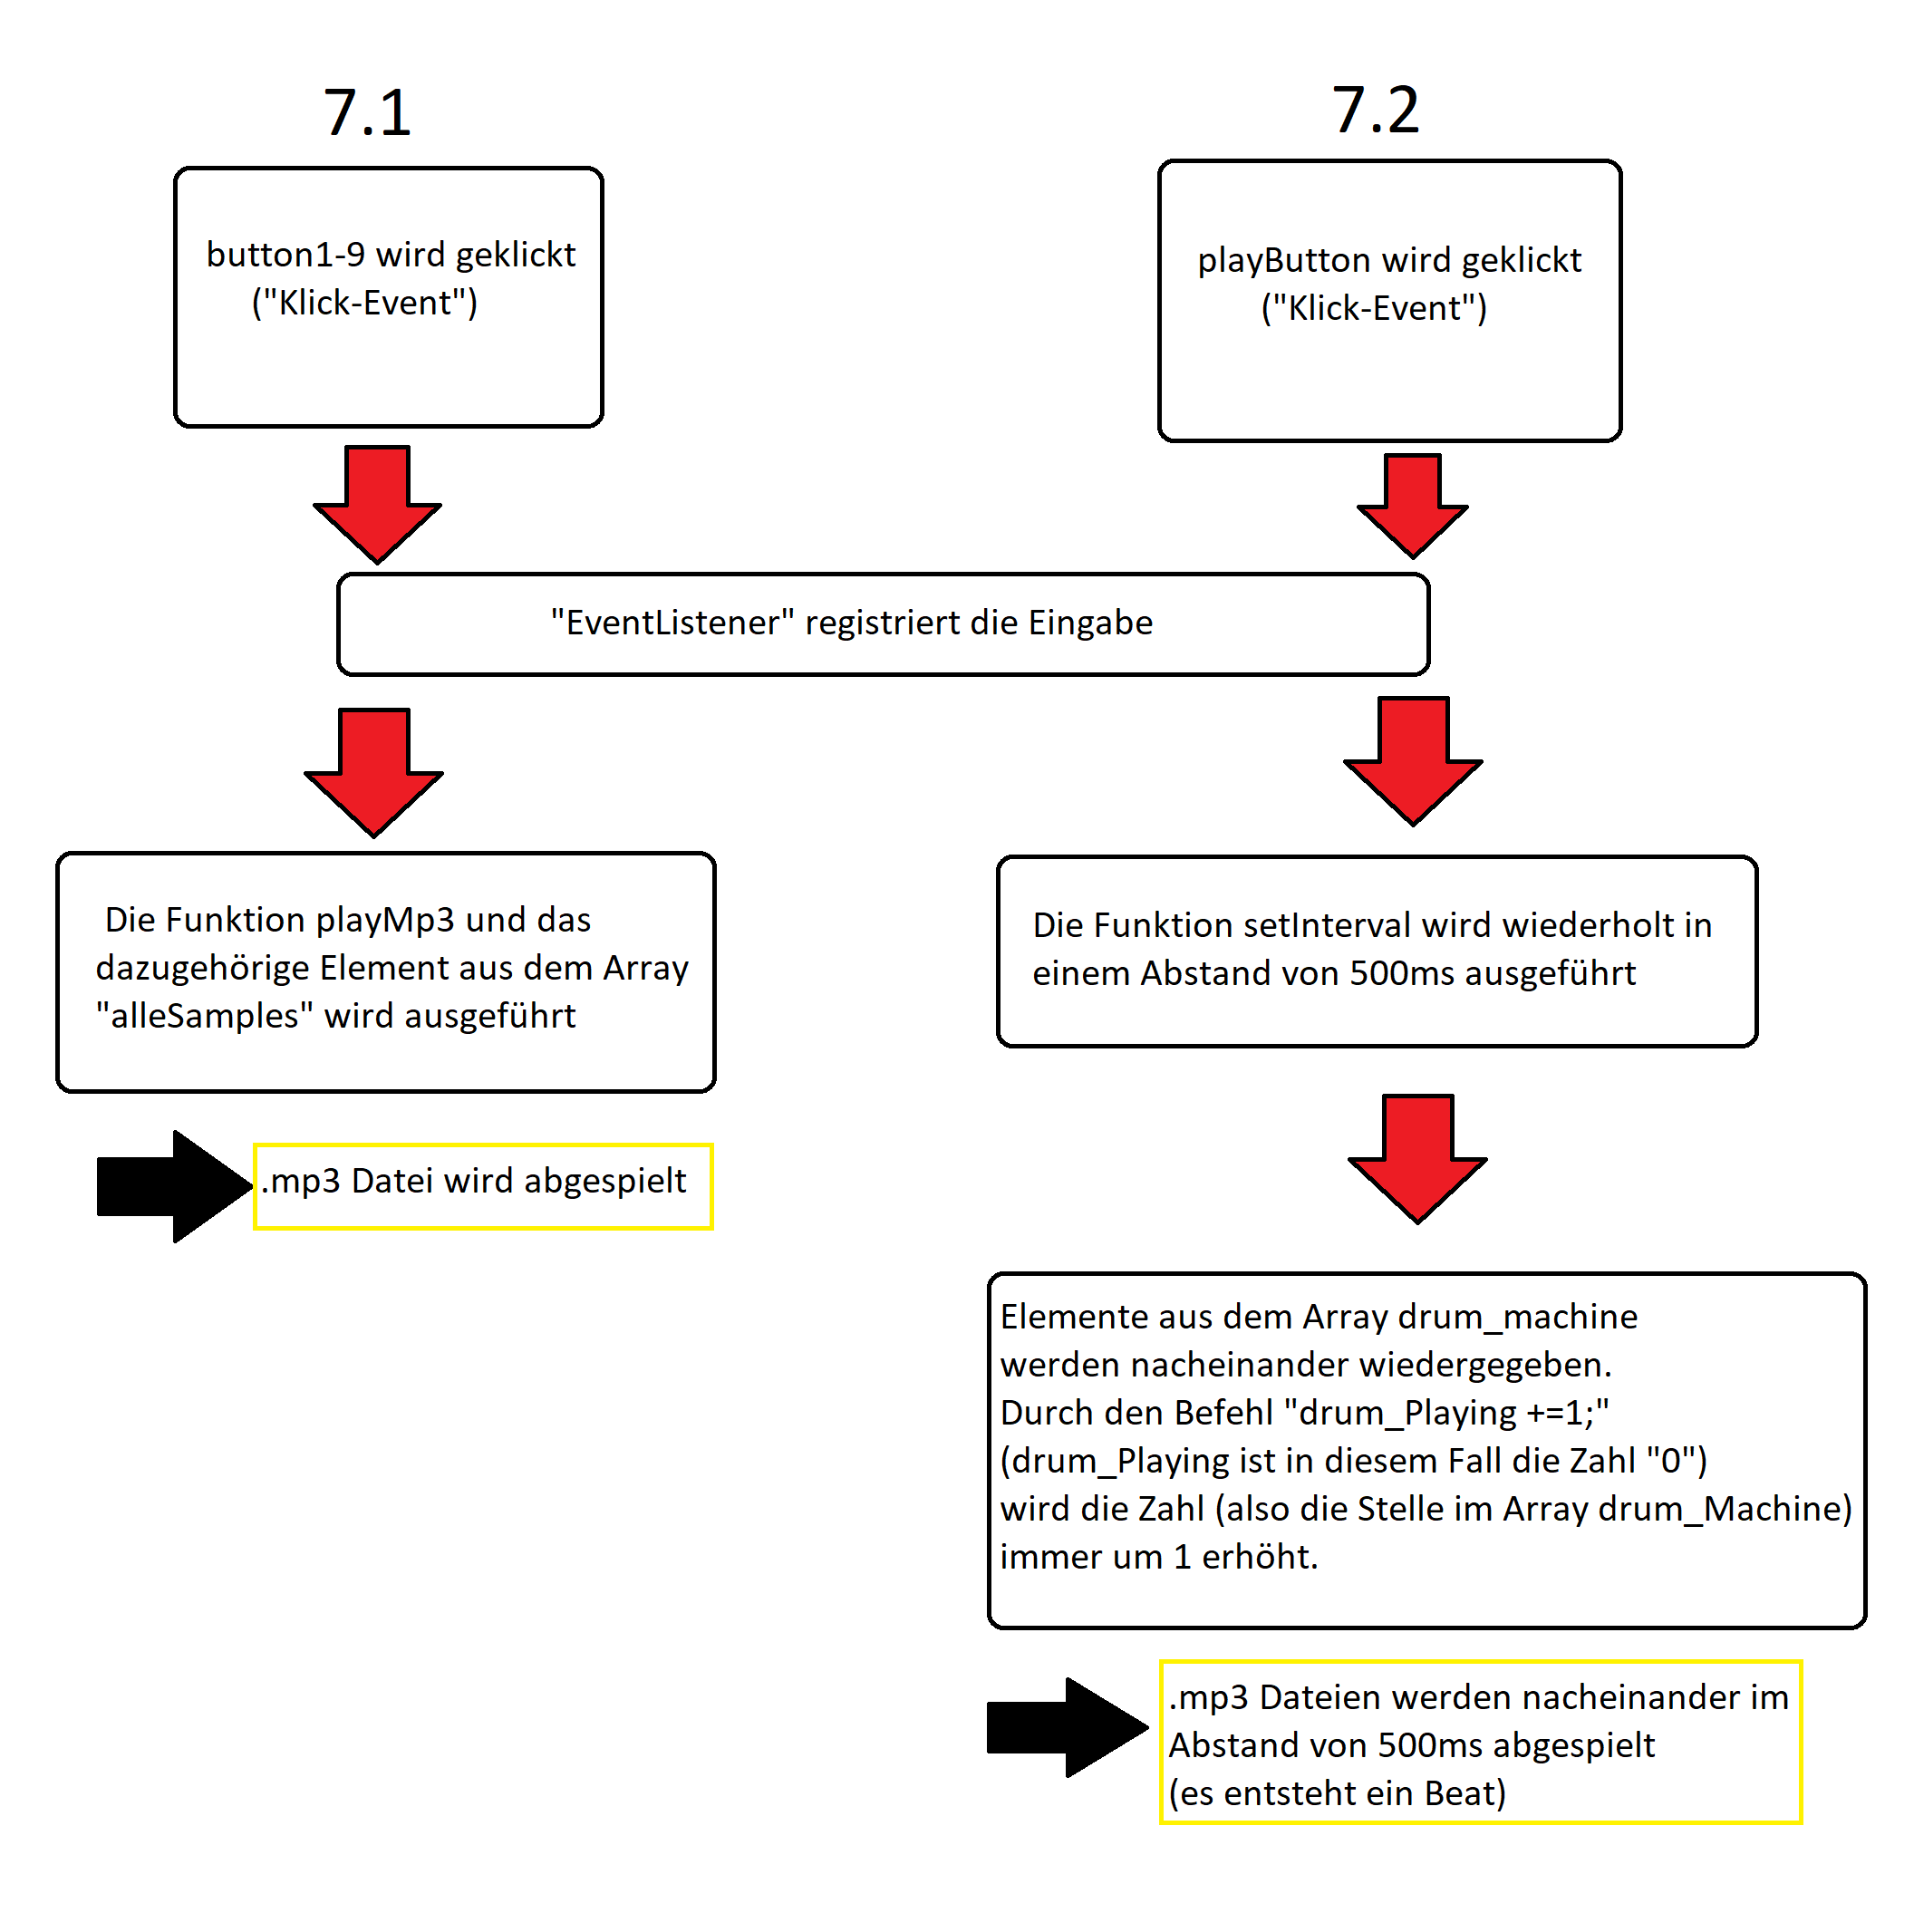 7.1
button1-9 wird geklickt
("Klick-Event")
7.2
playButton wird geklickt
("Klick-Event")
"EventListener" registriert die Eingabe
Die Funktion playMp3 und das
dazugehörige Element aus dem Array
"alleSamples" wird ausgeführt
.mp3 Datei wird abgespielt
Die Funktion setInterval wird wiederholt in
einem Abstand von 500ms ausgeführt
Elemente aus dem Array drum_machine
werden nacheinander wiedergegeben.
Durch den Befehl "drum_Playing +=1;"
(drum_Playing ist in diesem Fall die Zahl "0")
wird die Zahl (also die Stelle im Array drum_Machine)
immer um 1 erhöht.
.mp3 Dateien werden nacheinander im
Abstand von 500ms abgespielt
(es entsteht ein Beat)